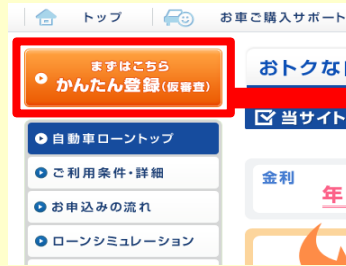 トップ
お車ご購入サポート
まずはこちら
かんたん登録(仮審査)
おトクな
当サイト
自動車ローントップ
ご利用条件・詳細
お申込みの流れ
ローンシミュレーション
金利
年